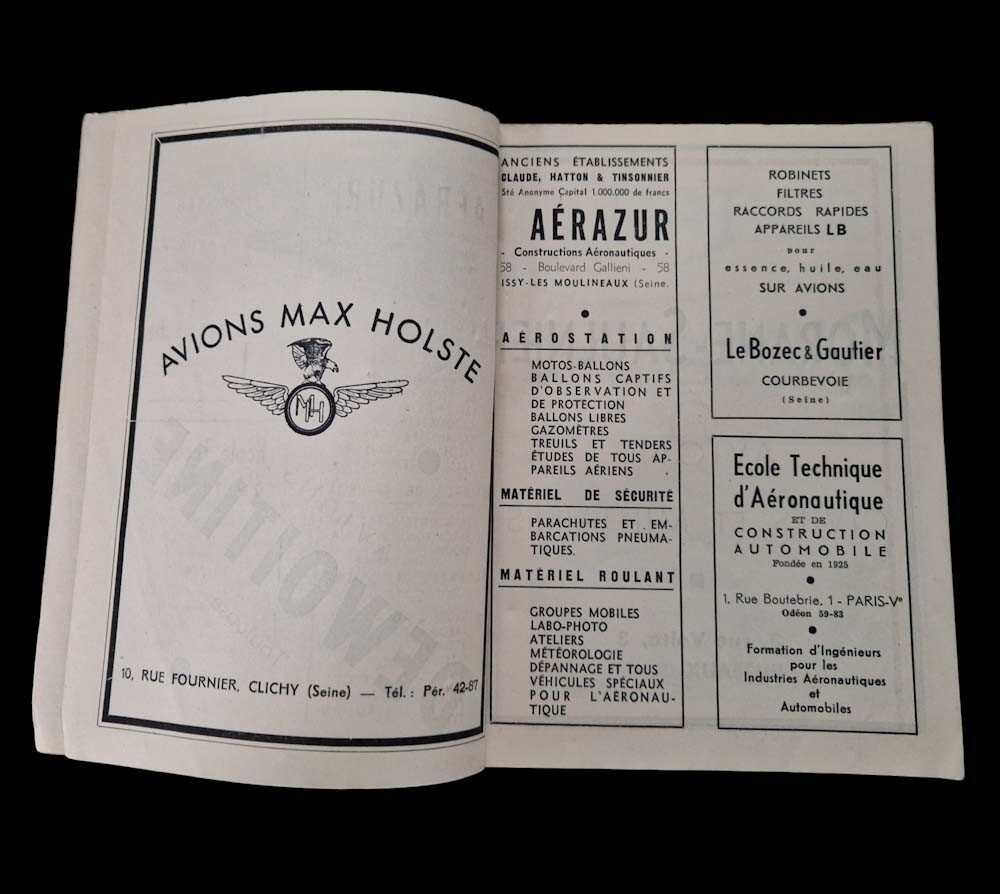 AVIONS MAX HOLSTE
MH
10, RUE FOURNIER, CLICHY (Seine) — Tél. : Pér. 42-87
ANCIENS ÉTABLISSEMENTS
CLAUDE, HATTON & TINSONNIER
Sté Anonyme Capital 1.000.000 de francs
AÉRAZUR
- Constructions Aéronautiques -
58 - Boulevard Gallieni - 58
ISSY-LES MOULINEAUX (Seine.
AÉROSTATION
MOTOS-BALLONS
BALLONS CAPTIFS
D'OBSERVATION ET
DE PROTECTION
BALLONS LIBRES
GAZOMÈTRES
TREUILS ET TENDERS
ÉTUDES DE TOUS AP-
PAREILS AÉRIENS .
MATÉRIEL DE SÉCURITÉ
PARACHUTES ET EM-
BARCATIONS PNEUMA-
TIQUES.
MATÉRIEL ROULANT
GROUPES MOBILES
LABO-PHOTO
ATELIERS
MÉTÉOROLOGIE
DÉPANNAGE ET TOUS
VÉHICULES SPÉCIAUX
POUR L'AÉRONAU-
TIQUE
ROBINETS
FILTRES
RACCORDS RAPIDES
APPAREILS LB
pour
essence, huile, eau
SUR AVIONS
Le Bozec & Gautier
COURBEVOIE
(Seine)
Ecole Technique
d'Aéronautique
ET DE
CONSTRUCTION
AUTOMOBILE
Fondée en 1925
1, Rue Boutebrie, 1 - PARIS-Ve
Odéon 59-83
Formation d'Ingénieurs
pour les
Industries Aéronautiques
et
Automobiles